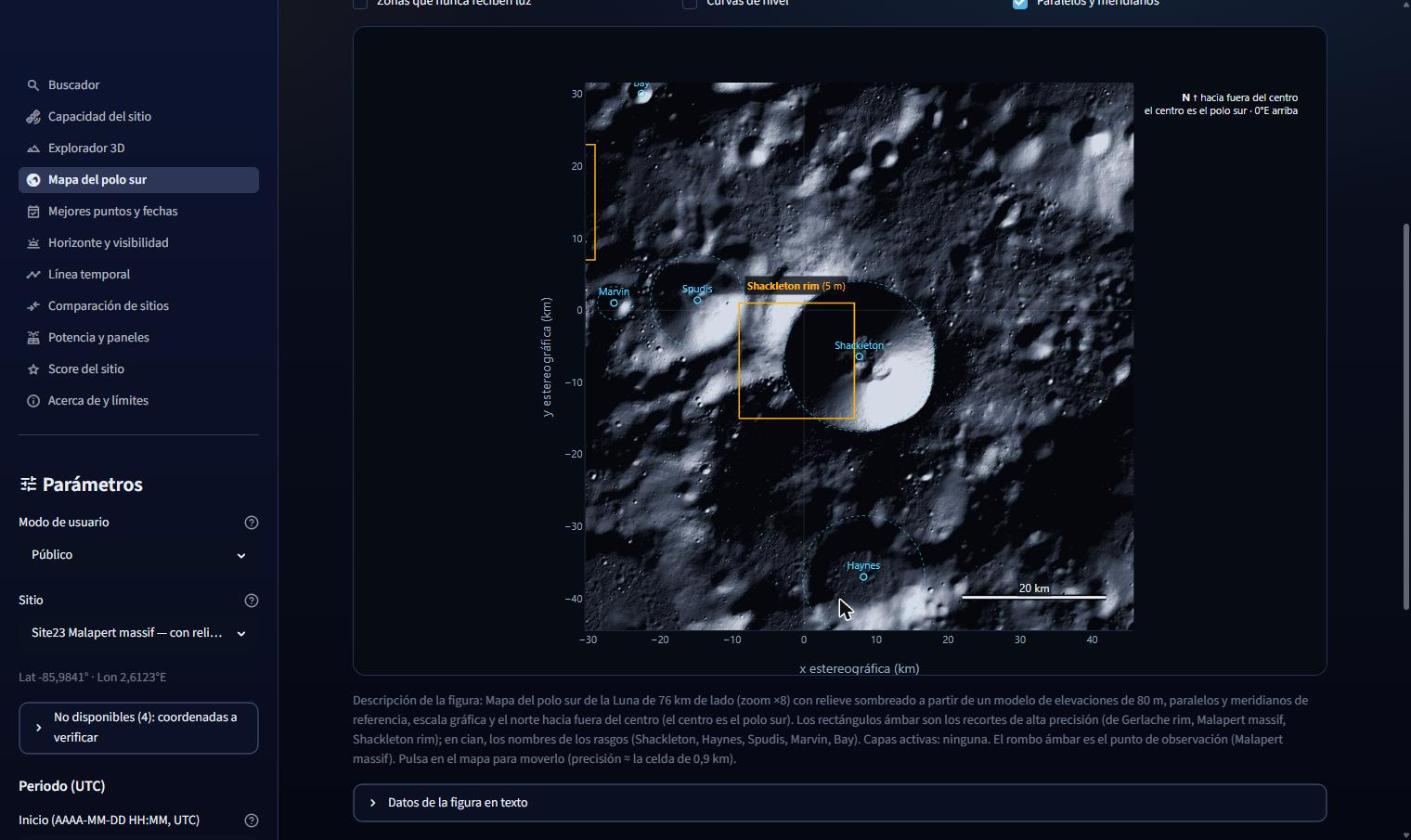 Zonas que nunca reciben luz
Curvas de nivel
Paralelos y meridianos
Buscador
Capacidad del sitio
Explorador 3D
Mapa del polo sur
Mejores puntos y fechas
Horizonte y visibilidad
Línea temporal
Comparación de sitios
Potencia y paneles
Score del sitio
Acerca de y límites
Parámetros
Modo de usuario
Público
Sitio
Site23 Malapert massif — con reli...
Lat -85,9841° · Lon 2,6123°E
No disponibles (4): coordenadas a
verificar
Periodo (UTC)
Inicio (AAAA-MM-DD HH:MM, UTC)
N ↑ hacia fuera del centro
el centro es el polo sur · 0°E arriba
Bay
30
20
10
0
−10
−20
−30
−40
y estereográfica (km)
Marvin
Spudis
Shackleton rim (5 m)
Shackleton
Haynes
20 km
−30
−20
−10
0
10
20
30
40
x estereográfica (km)
Descripción de la figura: Mapa del polo sur de la Luna de 76 km de lado (zoom ×8) con relieve sombreado a partir de un modelo de elevaciones de 80 m, paralelos y meridianos de
referencia, escala gráfica y el norte hacia fuera del centro (el centro es el polo sur). Los rectángulos ámbar son los recortes de alta precisión (de Gerlache rim, Malapert massif,
Shackleton rim); en cian, los nombres de los rasgos (Shackleton, Haynes, Spudis, Marvin, Bay). Capas activas: ninguna. El rombo ámbar es el punto de observación (Malapert
massif). Pulsa en el mapa para moverlo (precisión ≈ la celda de 0,9 km).
Datos de la figura en texto